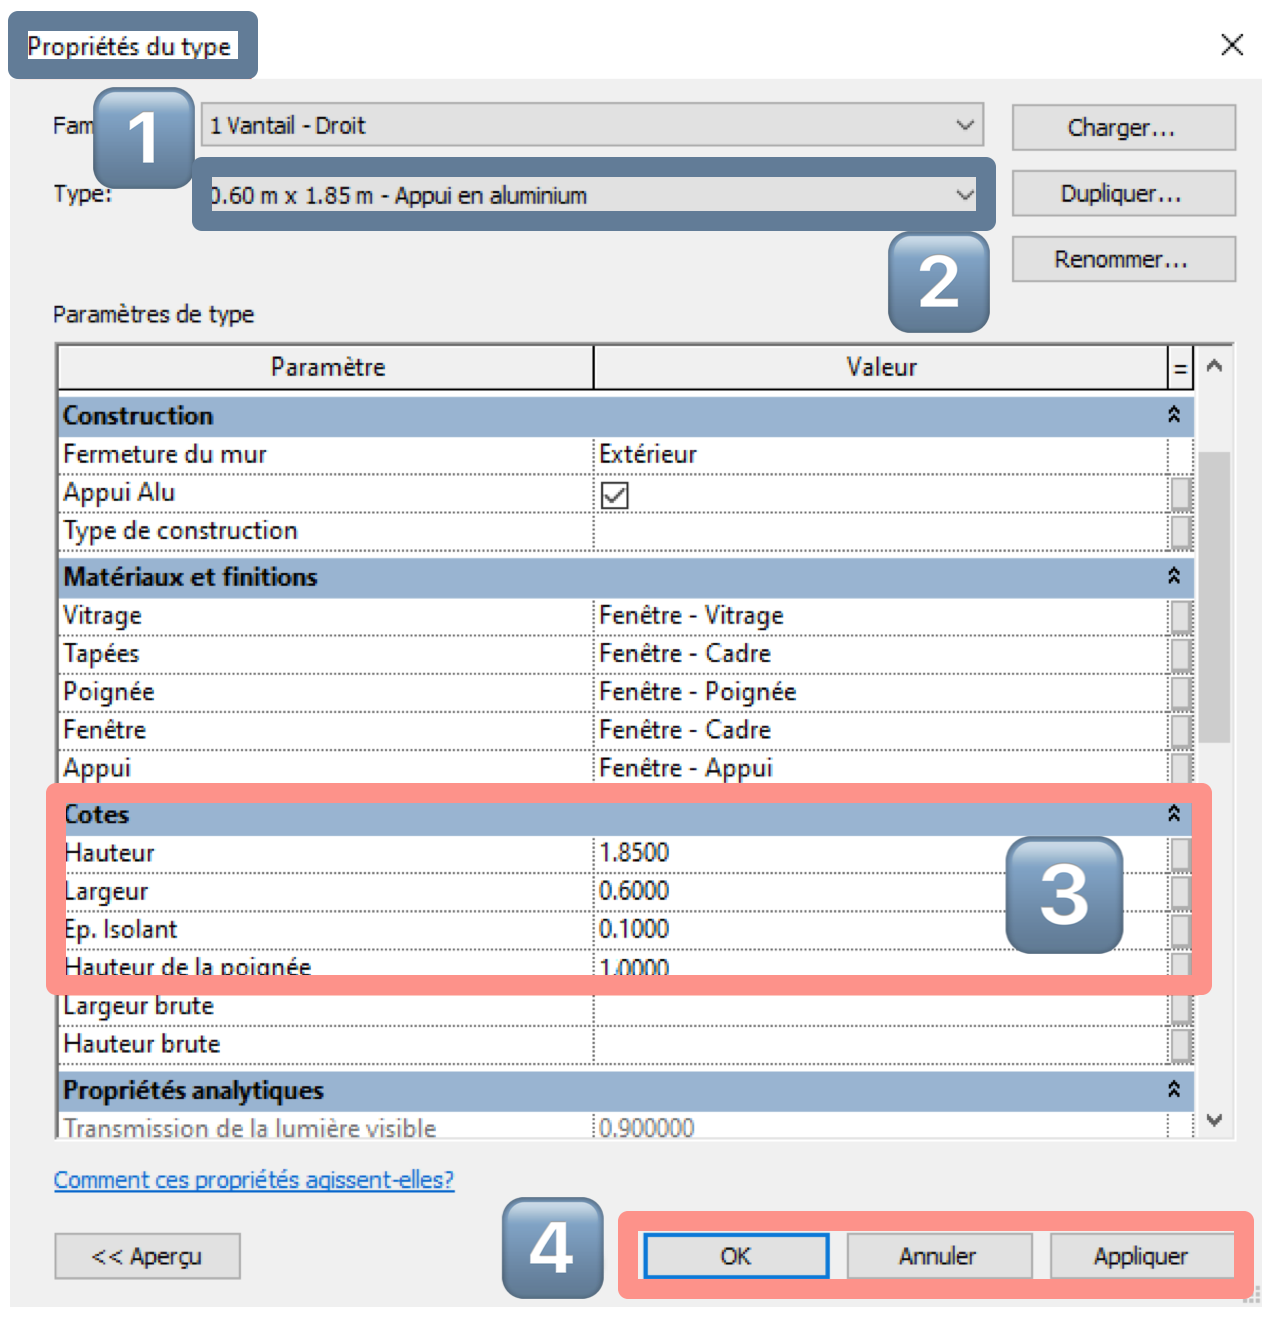 Propriétés du type
1
Fam
1 Vantail - Droit
Charger...
Type:
0.60 m x 1.85 m - Appui en aluminium
Dupliquer...
2
Renommer...
Paramètres de type
Paramètre Valeur =
Construction
Fermeture du mur Extérieur
Appui Alu
Type de construction
Matériaux et finitions
Vitrage Fenêtre - Vitrage
Tapées Fenêtre - Cadre
Poignée Fenêtre - Poignée
Fenêtre Fenêtre - Cadre
Appui Fenêtre - Appui
Cotes
Hauteur 1.8500
3
Largeur 0.6000
Ep. Isolant 0.1000
Hauteur de la poignée 1.0000
Largeur brute
Hauteur brute
Propriétés analytiques
Transmission de la lumière visible 0.900000
Comment ces propriétés agissent-elles?
4
<< Aperçu OK Annuler Appliquer